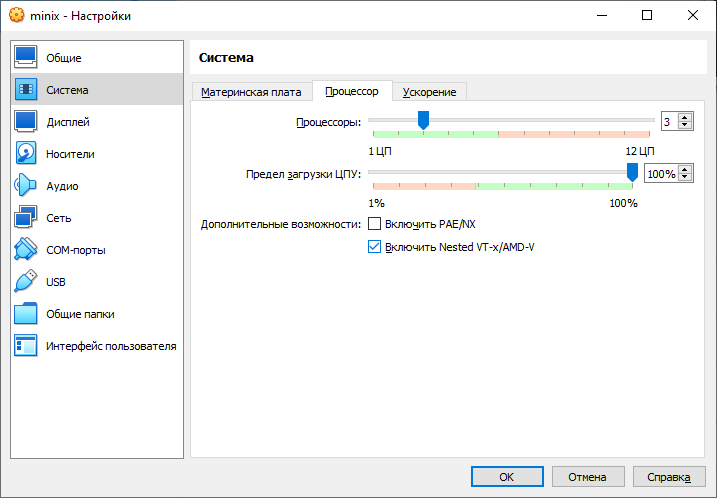 minix - Настройки
Общие
Система
Дисплей
Носители
Аудио
Сеть
COM-порты
USB
Общие папки
Интерфейс пользователя
Система
Материнская плата Процессор Ускорение
Процессоры: 3
1 ЦП 12 ЦП
Предел загрузки ЦПУ: 100%
1% 100%
Дополнительные возможности: Включить PAE/NX
Включить Nested VT-x/AMD-V
OK Отмена Справка